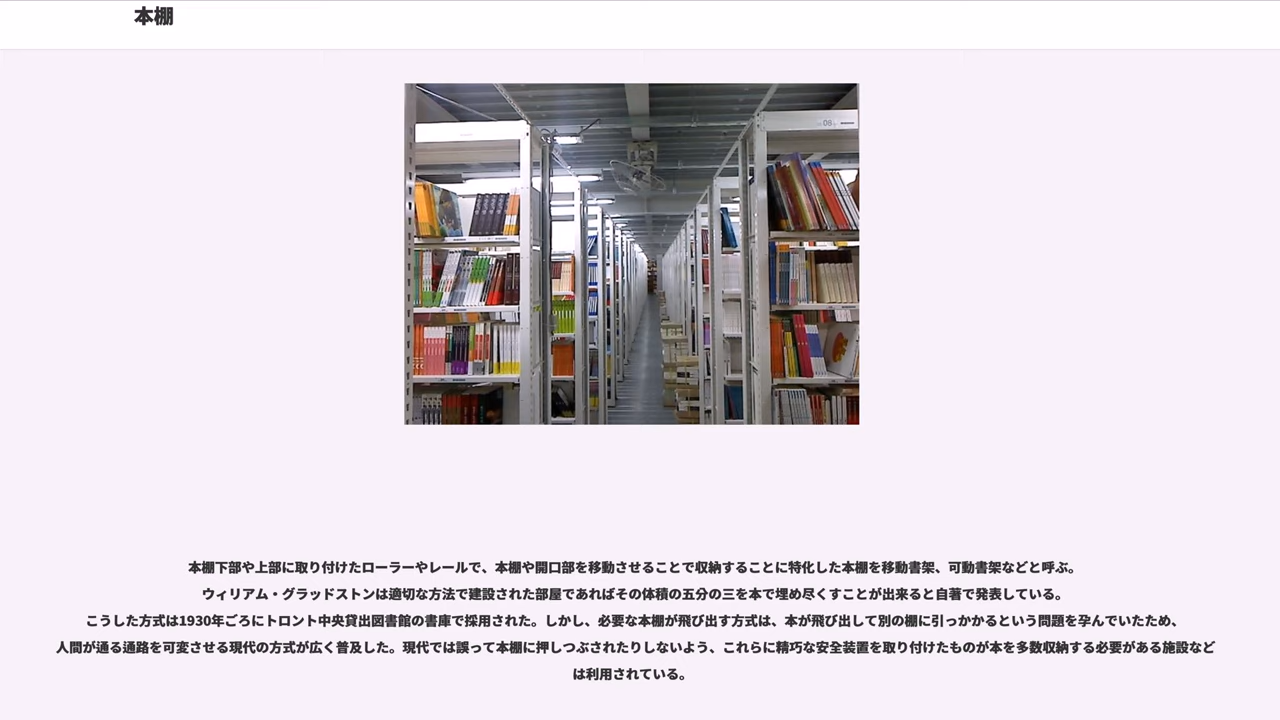 本棚
08
本棚下部や上部に取り付けたローラーやレールで、本棚や開口部を移動させることで収納することに特化した本棚を移動書架、可動書架などと呼ぶ。
ウィリアム・グラッドストンは適切な方法で建設された部屋であればその体積の五分の三を本で埋め尽くすことが出来ると自著で発表している。
こうした方式は1930年ごろにトロント中央貸出図書館の書庫で採用された。しかし、必要な本棚が飛び出す方式は、本が飛び出して別の棚に引っかかるという問題を孕んでいたため、
人間が通る通路を可変させる現代の方式が広く普及した。現代では誤って本棚に押しつぶされたりしないよう、これらに精巧な安全装置を取り付けたものが本を多数収納する必要がある施設など
は利用されている。